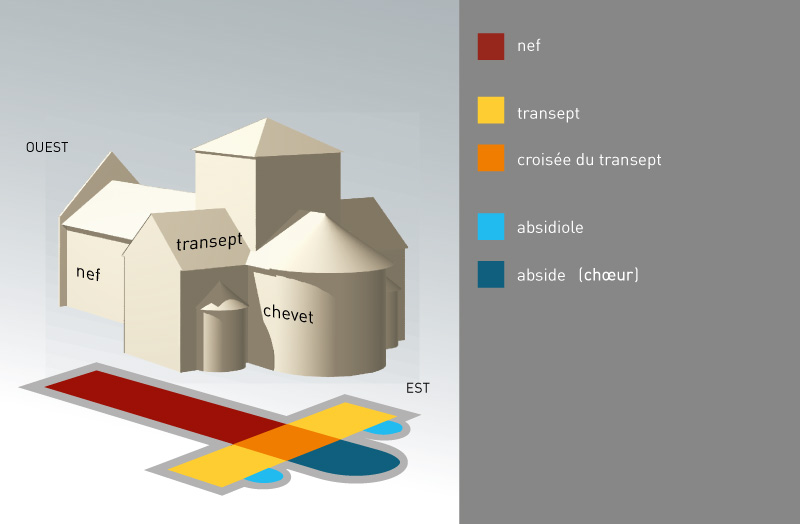 OUEST
nef
transept
chevet
EST
nef
transept
croisée du transept
absidiole
abside (chœur)